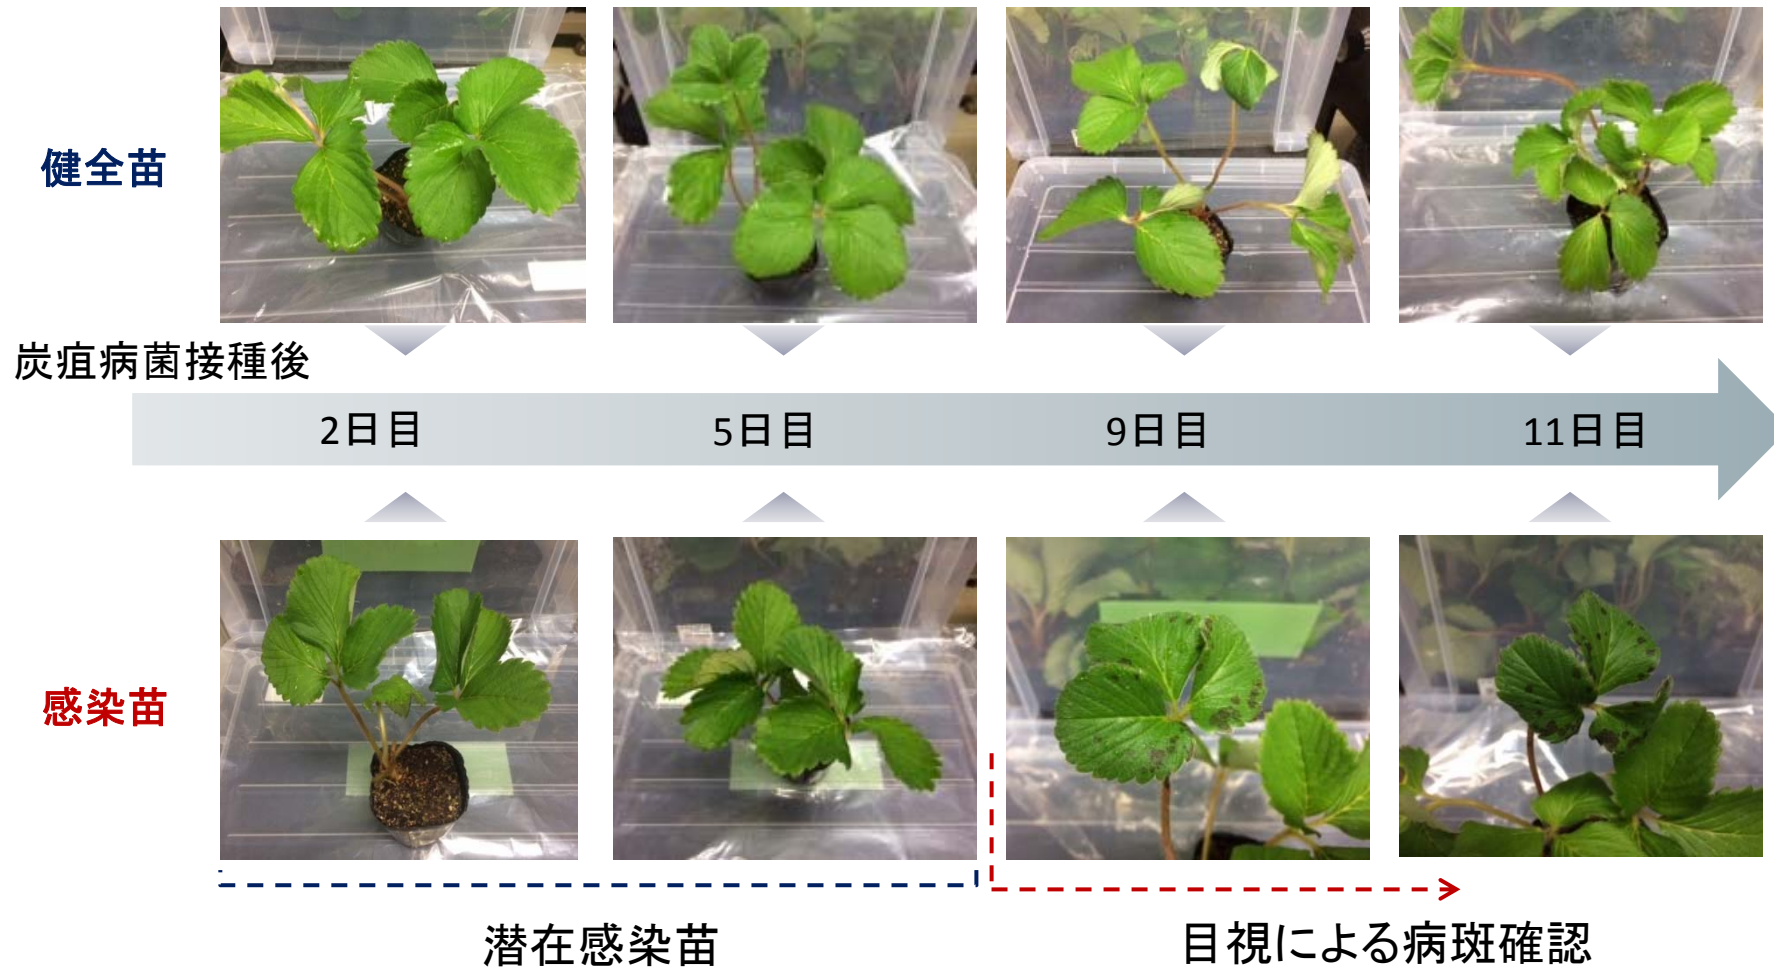 健全苗
炭疽病菌接種後
2日目 5日目 9日目 11日目
感染苗
潜在感染苗 目視による病斑確認